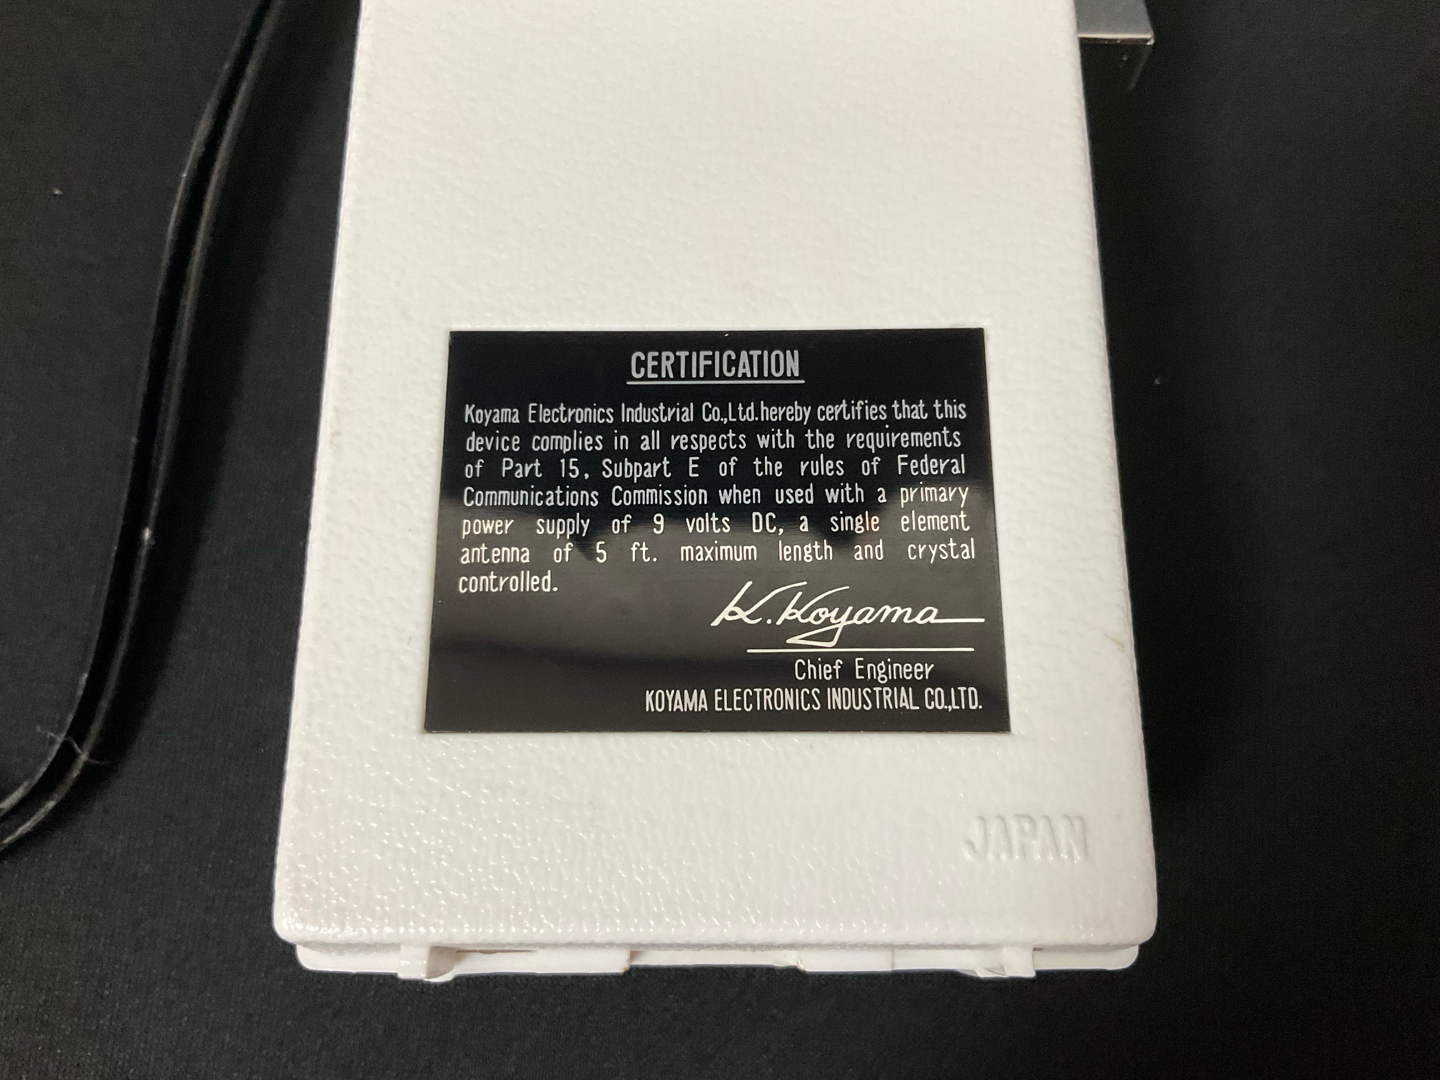 CERTIFICATION
Koyama Electronics Industrial Co.,Ltd.hereby certifies that this
device complies in all respects with the requirements
of Part 15, Subpart E of the rules of Federal
Communications Commission when used with a primary
power supply of 9 volts DC, a single element
antenna of 5 ft. maximum length and crystal
controlled.
K.Koyama
Chief Engineer
KOYAMA ELECTRONICS INDUSTRIAL CO.,LTD.
JAPAN